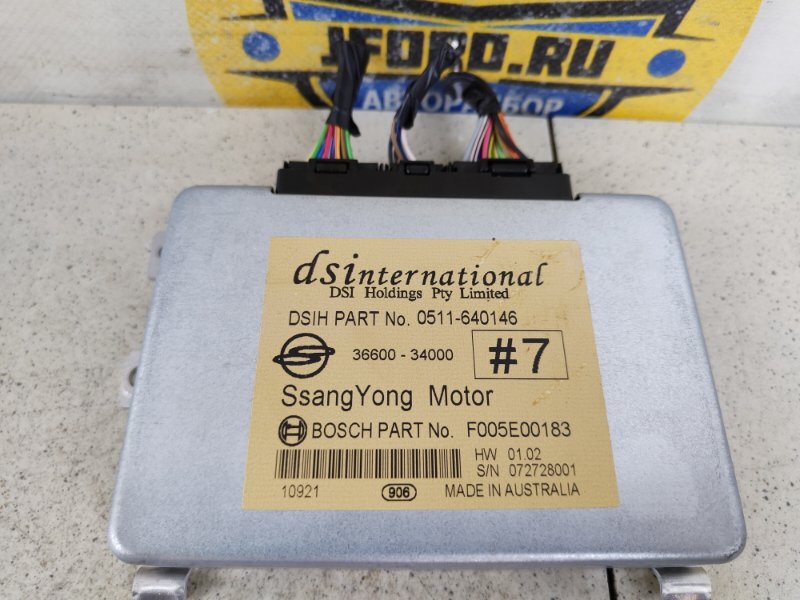 JFORD.RU
АВТОРАЗБОР
dsinternational
DSI Holdings Pty Limited
DSIH PART No. 0511-640146
36600 - 34000
#7
SsangYong Motor
BOSCH PART No. F005E00183
HW 01.02
S/N 072728001
10921
906
MADE IN AUSTRALIA